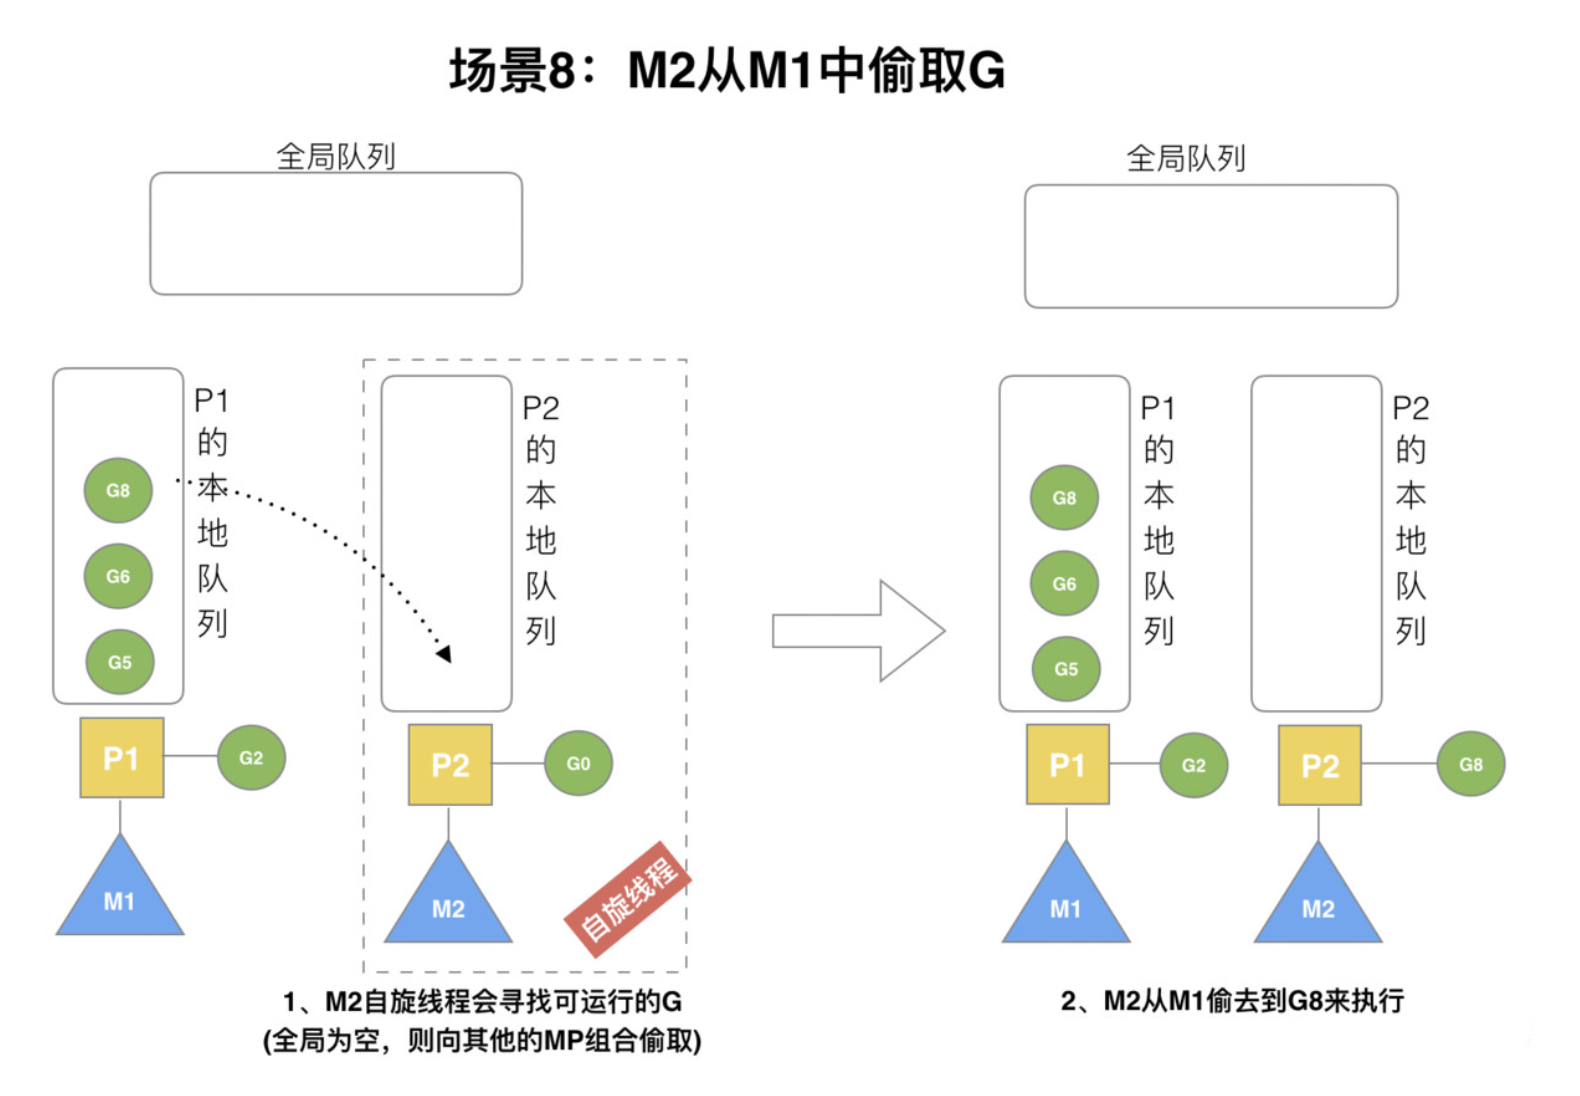 场景8：M2从M1中偷取G
全局队列
全局队列
P1的本地队列
G8
G6
G5
P1
G2
M1
P2的本地队列
P2
G0
M2
自旋线程
P1的本地队列
G8
G6
G5
P1
G2
M1
P2的本地队列
P2
G8
M2
1、M2自旋线程会寻找可运行的G
(全局为空，则向其他的MP组合偷取)
2、M2从M1偷去到G8来执行